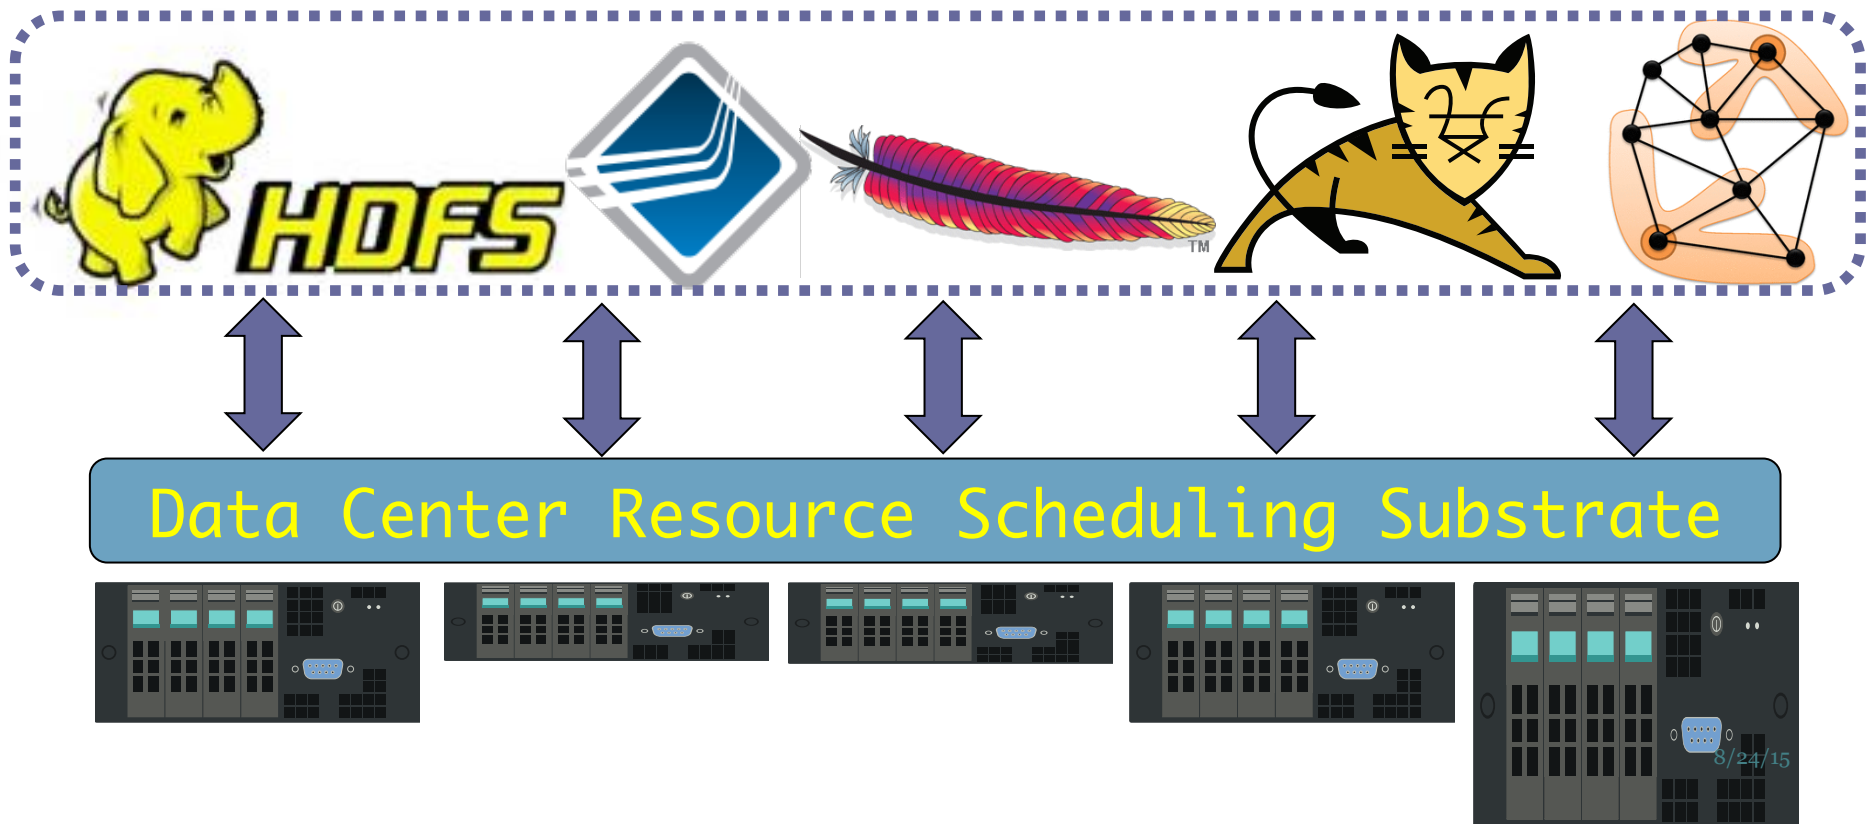 HDFS
TM
Data Center Resource Scheduling Substrate
8/24/15